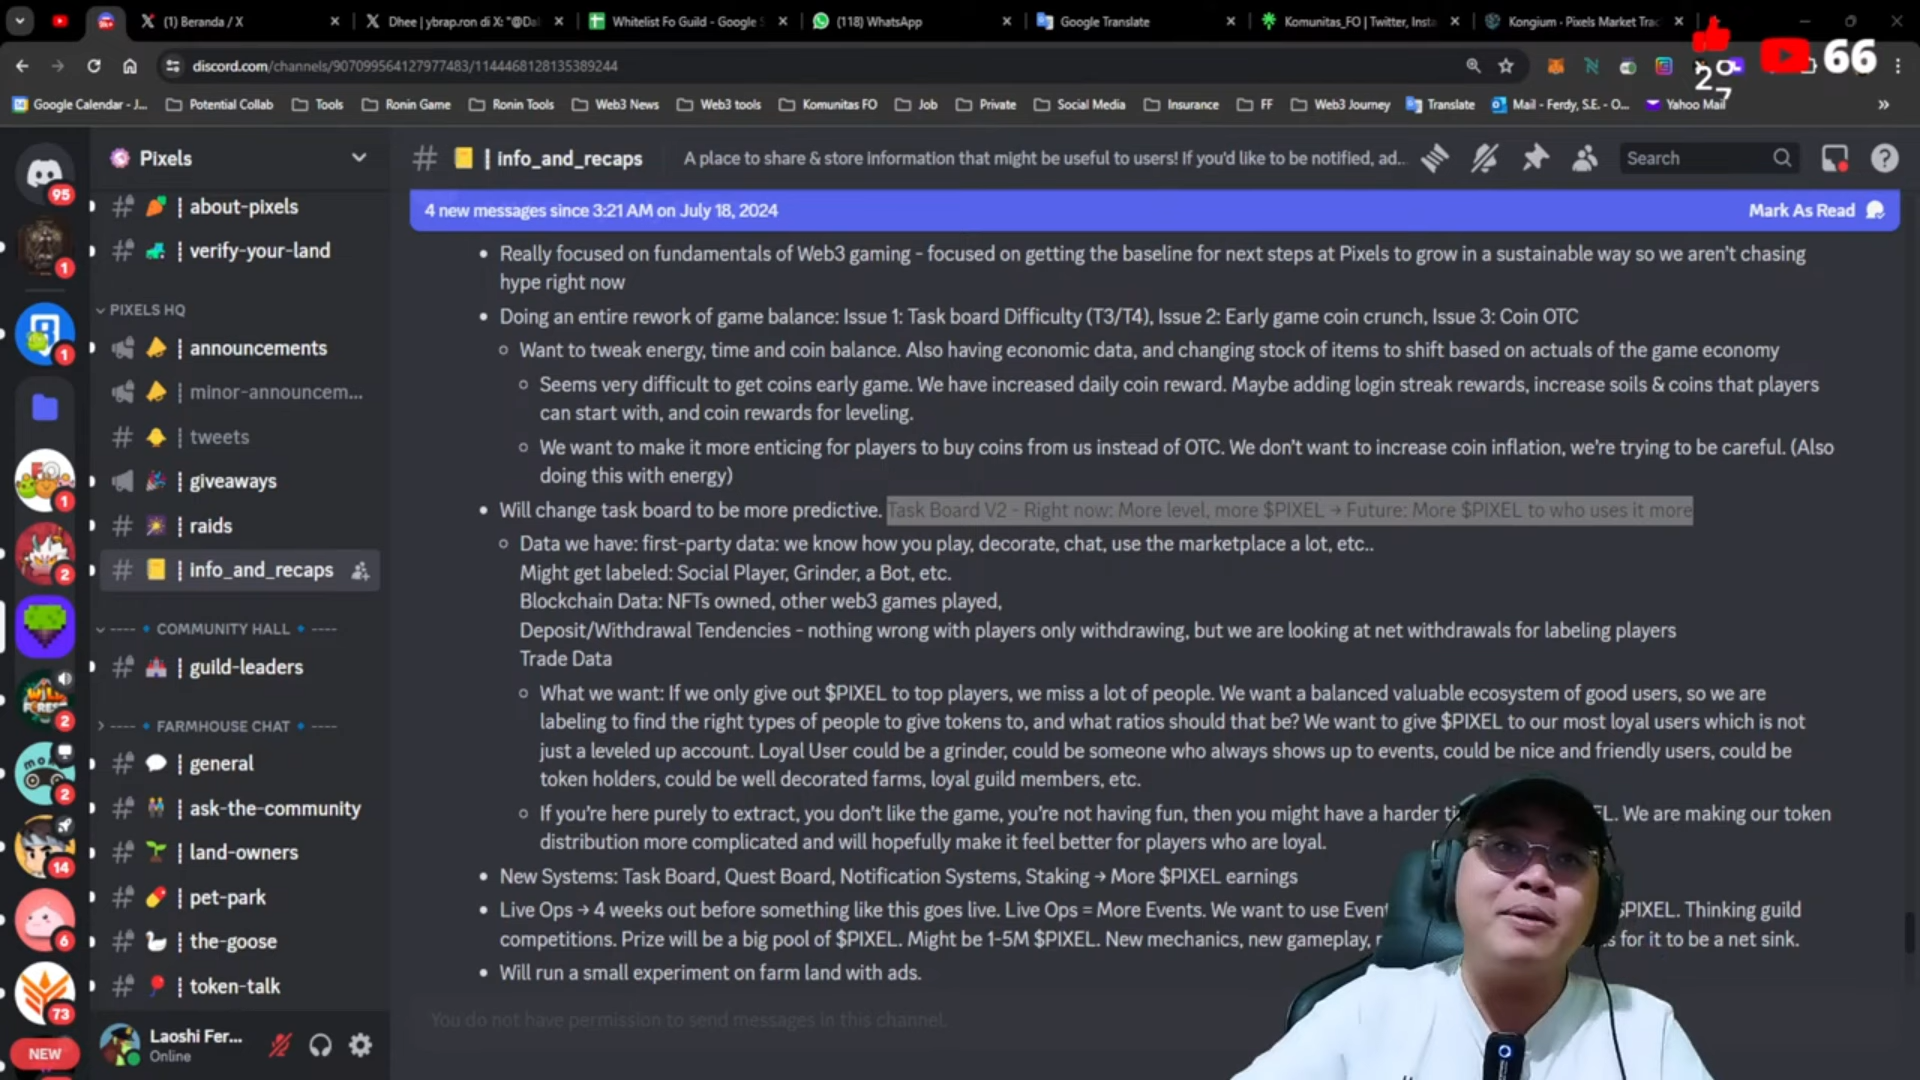 (1) Beranda / X
Dhee | ybrap.ron di X: "@Da
Whitelist Fo Guild - Google S
(118) WhatsApp
Google Translate
Komunitas_FO | Twitter, Insta
Kongium - Pixels Market Trac
discord.com/channels/907099564127977483/1144468128135389244
66
Google Calendar - J...
Potential Collab
Tools
Ronin Game
Ronin Tools
Web3 News
Web3 tools
Komunitas FO
Job
Private
Social Media
Insurance
FF
Web3 Journey
Translate
Mail - Ferdy, S.E. - O...
Yahoo Mail
Pixels
info_and_recaps
A place to share & store information that might be useful to users! If you'd like to be notified, ad...
Search
4 new messages since 3:21 AM on July 18, 2024
Mark As Read
95
1
1
1
2
2
2
14
6
73
NEW
about-pixels
verify-your-land
PIXELS HQ
announcements
minor-announcem...
tweets
giveaways
raids
info_and_recaps
---- COMMUNITY HALL ----
guild-leaders
---- FARMHOUSE CHAT ----
general
ask-the-community
land-owners
pet-park
the-goose
token-talk
Laoshi Fer...
Online
• Really focused on fundamentals of Web3 gaming - focused on getting the baseline for next steps at Pixels to grow in a sustainable way so we aren't chasing
hype right now
• Doing an entire rework of game balance: Issue 1: Task board Difficulty (T3/T4), Issue 2: Early game coin crunch, Issue 3: Coin OTC
Want to tweak energy, time and coin balance. Also having economic data, and changing stock of items to shift based on actuals of the game economy
Seems very difficult to get coins early game. We have increased daily coin reward. Maybe adding login streak rewards, increase soils & coins that players
can start with, and coin rewards for leveling.
We want to make it more enticing for players to buy coins from us instead of OTC. We don't want to increase coin inflation, we're trying to be careful. (Also
doing this with energy)
• Will change task board to be more predictive. Task Board V2 - Right now: More level, more $PIXEL → Future: More $PIXEL to who uses it more
Data we have: first-party data: we know how you play, decorate, chat, use the marketplace a lot, etc..
Might get labeled: Social Player, Grinder, a Bot, etc.
Blockchain Data: NFTs owned, other web3 games played,
Deposit/Withdrawal Tendencies - nothing wrong with players only withdrawing, but we are looking at net withdrawals for labeling players
Trade Data
What we want: If we only give out $PIXEL to top players, we miss a lot of people. We want a balanced valuable ecosystem of good users, so we are
labeling to find the right types of people to give tokens to, and what ratios should that be? We want to give $PIXEL to our most loyal users which is not
just a leveled up account. Loyal User could be a grinder, could be someone who always shows up to events, could be nice and friendly users, could be
token holders, could be well decorated farms, loyal guild members, etc.
If you're here purely to extract, you don't like the game, you're not having fun, then you might have a harder We are making our token
distribution more complicated and will hopefully make it feel better for players who are loyal.
• New Systems: Task Board, Quest Board, Notification Systems, Staking → More $PIXEL earnings
• Live Ops → 4 weeks out before something like this goes live. Live Ops = More Events. We want to use $PIXEL. Thinking guild
competitions. Prize will be a big pool of $PIXEL. Might be 1-5M $PIXEL. New mechanics, new gameplay, for it to be a net sink.
• Will run a small experiment on farm land with ads.
You do not have permission to send messages in this channel.